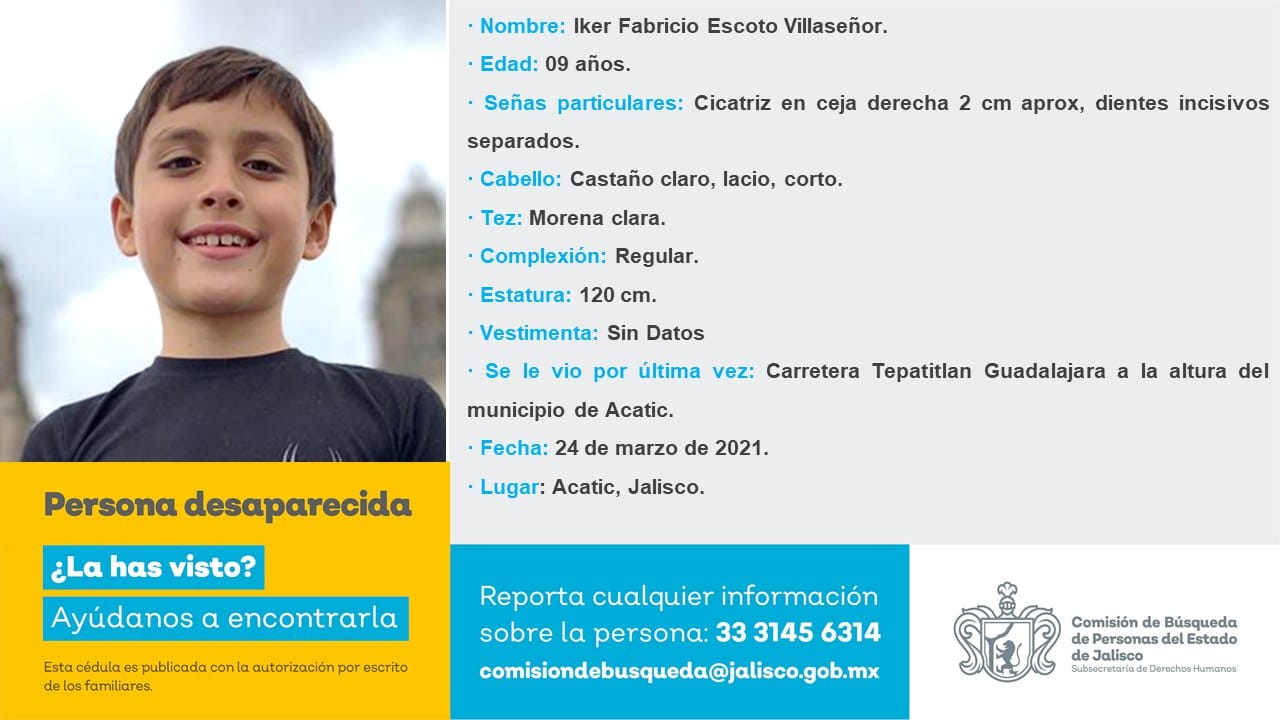 · Nombre: Iker Fabricio Escoto Villaseñor.
· Edad: 09 años.
· Señas particulares: Cicatriz en ceja derecha 2 cm aprox, dientes incisivos
separados.
· Cabello: Castaño claro, lacio, corto.
· Tez: Morena clara.
· Complexión: Regular.
· Estatura: 120 cm.
· Vestimenta: Sin Datos
· Se le vio por última vez: Carretera Tepatitlan Guadalajara a la altura del
municipio de Acatic.
· Fecha: 24 de marzo de 2021.
· Lugar: Acatic, Jalisco.
Persona desaparecida
¿La has visto?
Ayúdanos a encontrarla
Esta cédula es publicada con la autorización por escrito
de los familiares.
Reporta cualquier información
sobre la persona: 33 3145 6314
comisiondebusqueda@jalisco.gob.mx
Comisión de Búsqueda
de Personas del Estado
de Jalisco
Subsecretaría de Derechos Humanos